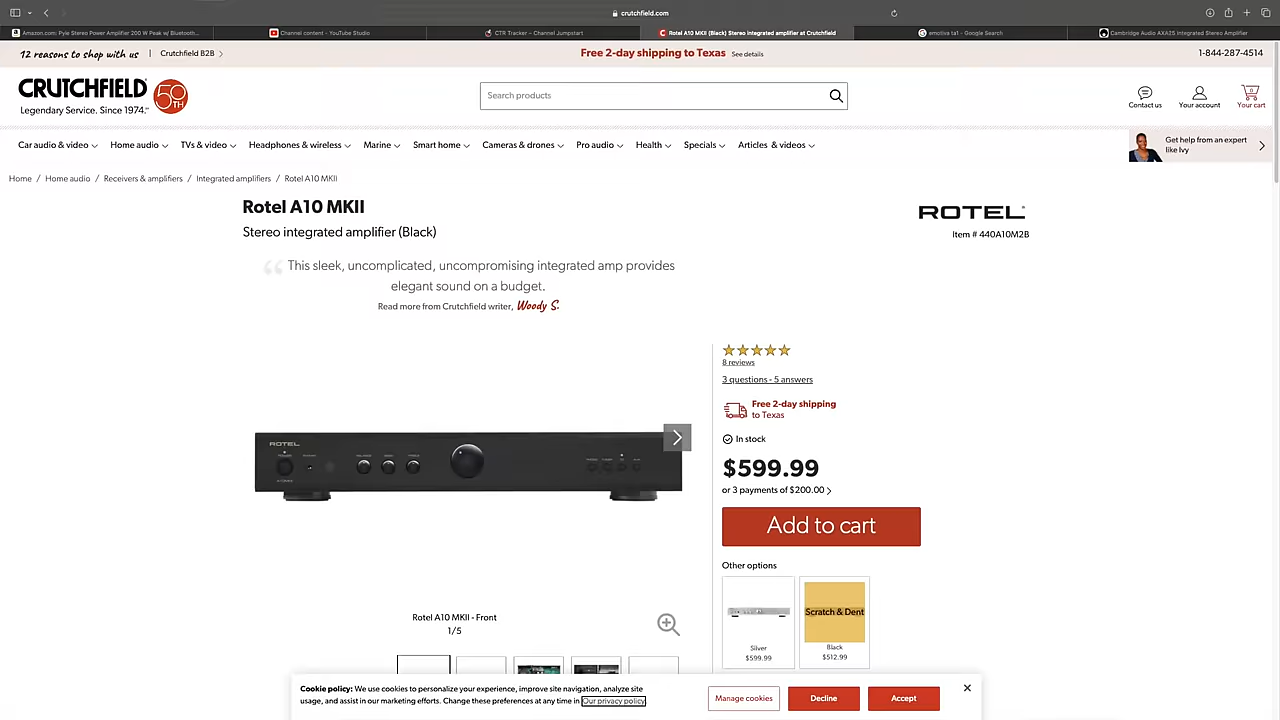 crutchfield.com
Amazon.com: Pyle Stereo Power Amplifier 200 W Peak w/ Bluetooth...
Channel content - YouTube Studio
CTR Tracker – Channel Jumpstart
Rotel A10 MKII (Black) Stereo integrated amplifier at Crutchfield
emotiva ta1 - Google Search
Cambridge Audio AXA25 Integrated Stereo Amplifier
12 reasons to shop with us | Crutchfield B2B
Free 2-day shipping to Texas See details
1-844-287-4514
CRUTCHFIELD 50TH
Legendary Service. Since 1974.
Search products
Contact us
Your account
0
Your cart
Car audio & video
Home audio
TVs & video
Headphones & wireless
Marine
Smart home
Cameras & drones
Pro audio
Health
Specials
Articles & videos
Get help from an expert
like Ivy
Home / Home audio / Receivers & amplifiers / Integrated amplifiers / Rotel A10 MKII
Rotel A10 MKII
Stereo integrated amplifier (Black)
ROTEL
Item # 440A10M2B
“ This sleek, uncomplicated, uncompromising integrated amp provides
elegant sound on a budget.
Read more from Crutchfield writer, Woody S.
8 reviews
3 questions - 5 answers
Free 2-day shipping
to Texas
In stock
$599.99
or 3 payments of $200.00
Add to cart
Other options
Silver
$599.99
Scratch & Dent
Black
$512.99
ROTEL
Rotel A10 MKII - Front
1/5
Cookie policy: We use cookies to personalize your experience, improve site navigation, analyze site
usage, and assist in our marketing efforts. Change these preferences at any time in Our privacy policy.
Manage cookies
Decline
Accept